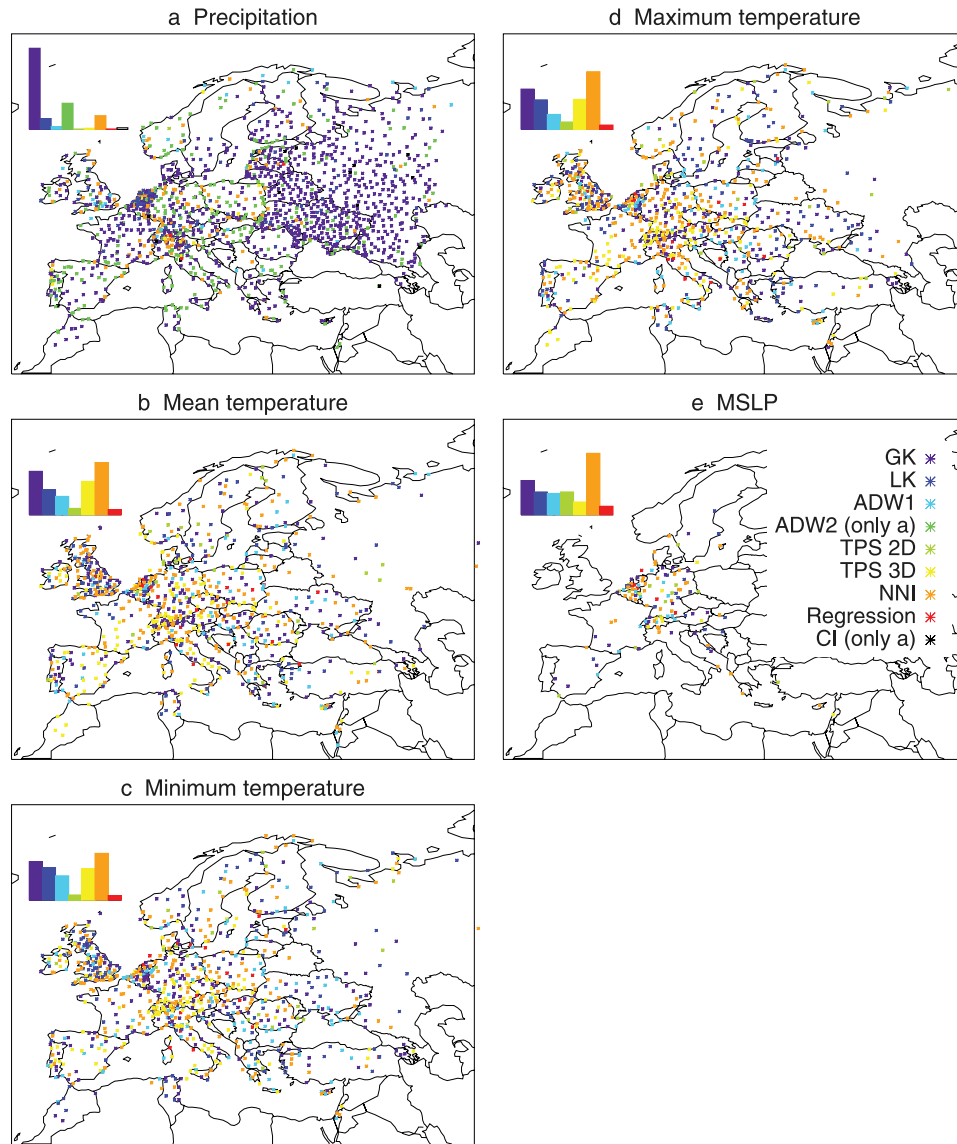 a Precipitation
d Maximum temperature
b Mean temperature
e MSLP
GK
LK
ADW1
ADW2 (only a)
TPS 2D
TPS 3D
NNI
Regression
CI (only a)
c Minimum temperature